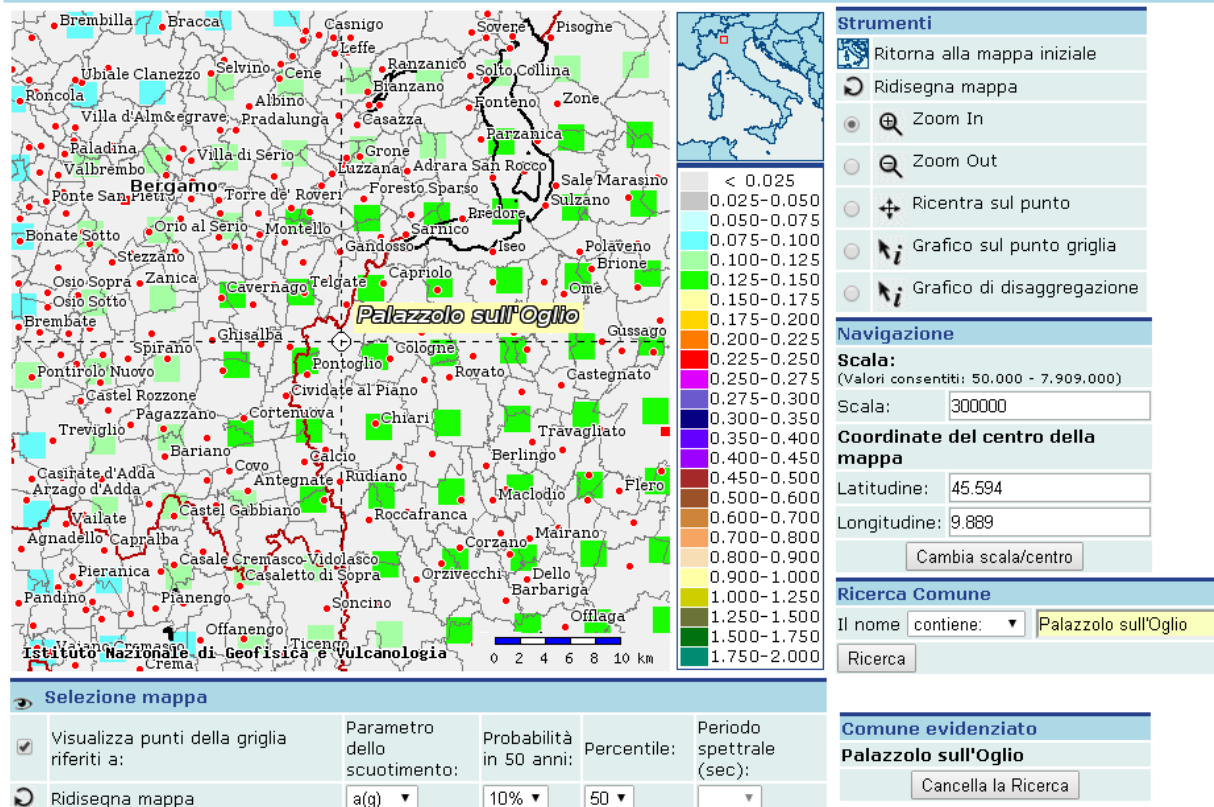 Brembilla
Bracca
Casnigo
Sovere
Pisogne
Leffe
Ubiale Clanezzo
Selvino
Cene
Ranzanico
Solto Collina
Bianzano
Roncola
Albino
Fonteno
Zone
Villa d'Alm&egrave;
Pradalunga
Casazza
Parzanica
Paladina
Villa di Serio
Grone
Valbrembo
Luzzana
Adrara San Rocco
Bergamo
Foresto Sparso
Sale Marasino
Ponte San Pietro
Torre de' Roveri
Sulzano
Predore
Bonate Sotto
Orio al Serio
Montello
Sarnico
Stezzano
Gandosso
Iseo
Polaveno
Brione
Osio Sopra
Zanica
Telgate
Capriolo
Osio Sotto
Cavernago
Ome
Palazzolo sull'Oglio
Brembate
Ghisalba
Gussago
Spirano
Cologne
Pontirolo Nuovo
Pontoglio
Rovato
Castegnato
Castel Rozzone
Cividate al Piano
Pagazzano
Cortenuova
Chiari
Treviglio
Travagliato
Bariano
Calcio
Berlingo
Covo
Casirate d'Adda
Antegnate
Rudiano
Arzago d'Adda
Maclodio
Flero
Vailate
Castel Gabbiano
Roccafranca
Agnadello
Capralba
Corzano
Mairano
Casale Cremasco-Vidolasco
Pieranica
Casaletto di Sopra
Orzivecchi
Dello
Barbariga
Pandino
Pianengo
Soncino
Offlaga
Offanengo
Vaiano Cremasco
Ticengo
Istituto Nazionale di Geofisica e Vulcanologia
Crema
0 2 4 6 8 10 km
< 0.025
0.025-0.050
0.050-0.075
0.075-0.100
0.100-0.125
0.125-0.150
0.150-0.175
0.175-0.200
0.200-0.225
0.225-0.250
0.250-0.275
0.275-0.300
0.300-0.350
0.350-0.400
0.400-0.450
0.450-0.500
0.500-0.600
0.600-0.700
0.700-0.800
0.800-0.900
0.900-1.000
1.000-1.250
1.250-1.500
1.500-1.750
1.750-2.000
Strumenti
Ritorna alla mappa iniziale
Ridisegna mappa
Zoom In
Zoom Out
Ricentra sul punto
Grafico sul punto griglia
Grafico di disaggregazione
Navigazione
Scala:
(Valori consentiti: 50.000 - 7.909.000)
Scala: 300000
Coordinate del centro della
mappa
Latitudine: 45.594
Longitudine: 9.889
Cambia scala/centro
Ricerca Comune
Il nome contiene: Palazzolo sull'Oglio
Ricerca
Comune evidenziato
Palazzolo sull'Oglio
Cancella la Ricerca
Selezione mappa
Visualizza punti della griglia
riferiti a:
Parametro
dello
scuotimento:
Probabilità
in 50 anni:
Percentile:
Periodo
spettrale
(sec):
Ridisegna mappa
a(g)
10%
50